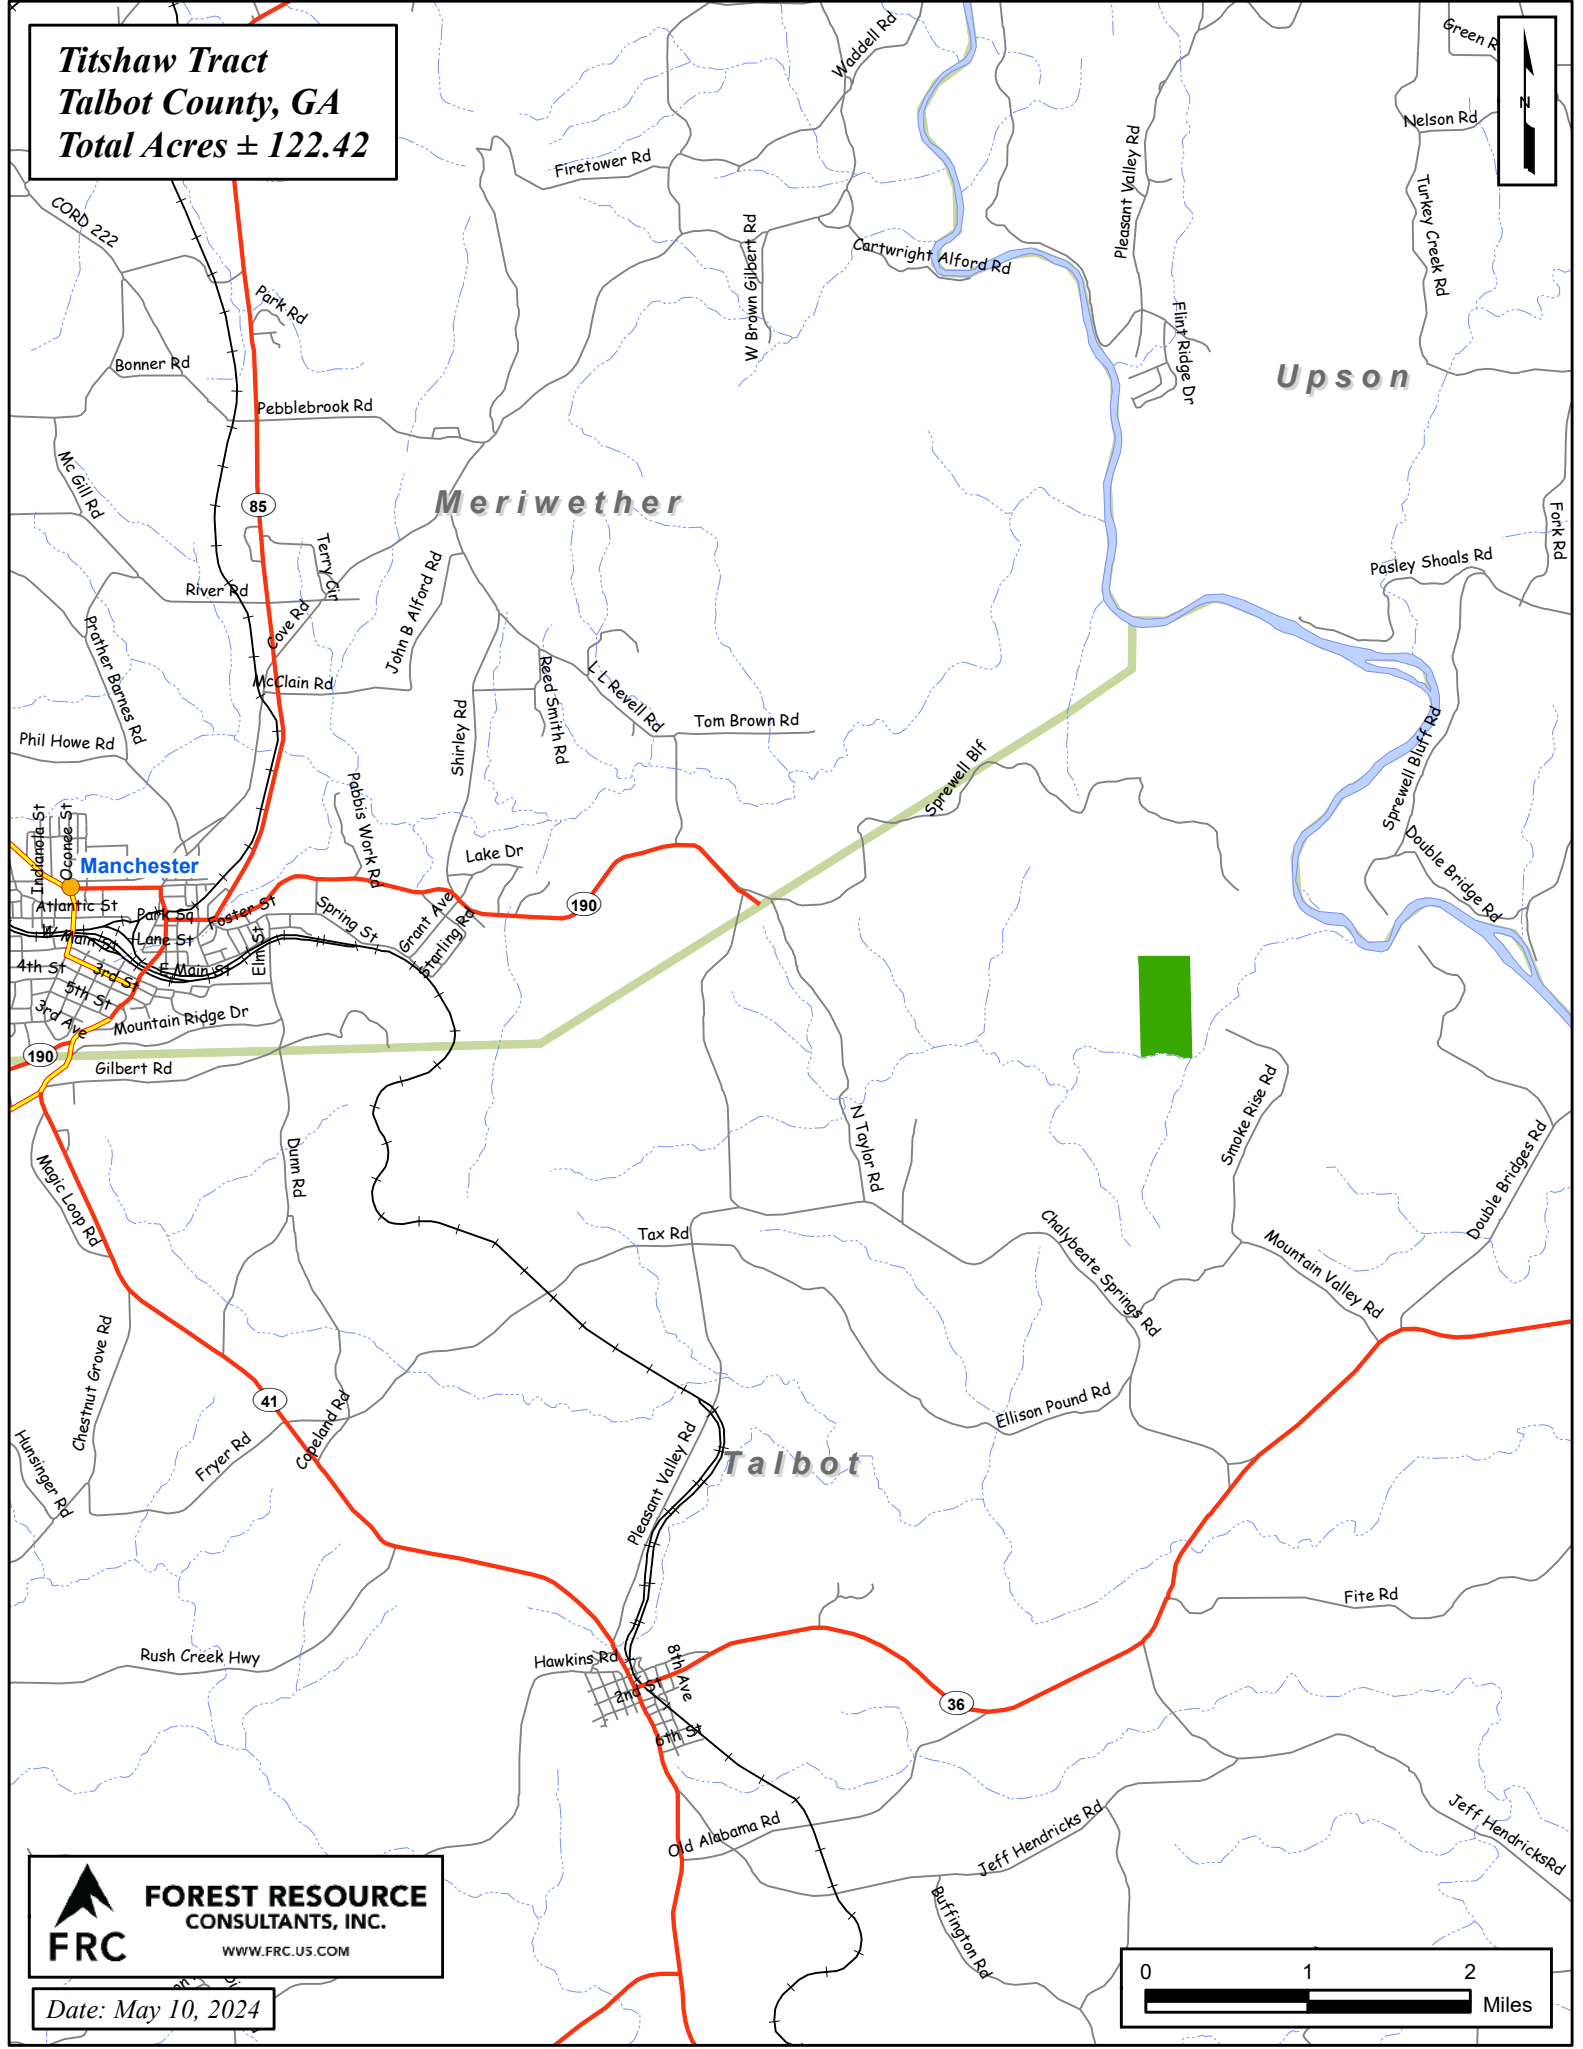 Titshaw Tract
Talbot County, GA
Total Acres ± 122.42
N
Green R
Waddell Rd
Nelson Rd
Firetower Rd
Pleasant Valley Rd
Turkey Creek Rd
CORD 222
W Brown Gilbert Rd
Cartwright Alford Rd
Park Rd
Flint Ridge Dr
Bonner Rd
Upson
Pebblebrook Rd
Mc Gill Rd
Meriwether
85
Fork Rd
Terry Cir
Pasley Shoals Rd
John B Alford Rd
River Rd
Cove Rd
Prather Barnes Rd
McClain Rd
Reed Smith Rd
L L Revell Rd
Shirley Rd
Tom Brown Rd
Phil Howe Rd
Sprewell Blf
Sprewell Bluff Rd
Pabbis Work Rd
Indianola St
Oconee St
Manchester
Lake Dr
Double Bridge Rd
Atlantic St
Park Sq
Foster St
Spring St
Grant Ave
Starling Rd
190
W Main St
Lane St
Elm St
4th St
3rd St
E Main St
5th St
3rd Ave
Mountain Ridge Dr
190
Gilbert Rd
Smoke Rise Rd
N Taylor Rd
Dunn Rd
Magic Loop Rd
Double Bridges Rd
Tax Rd
Chalybeate Springs Rd
Mountain Valley Rd
Chestnut Grove Rd
41
Ellison Pound Rd
Copeland Rd
Fryer Rd
Hunsinger Rd
Pleasant Valley Rd
Talbot
Fite Rd
Rush Creek Hwy
Hawkins Rd
8th Ave
2nd St
36
6th St
Old Alabama Rd
Jeff Hendricks Rd
Jeff HendricksRd
Buffington Rd
FRC
FOREST RESOURCE
CONSULTANTS, INC.
WWW.FRC.US.COM
Date: May 10, 2024
0 1 2
Miles